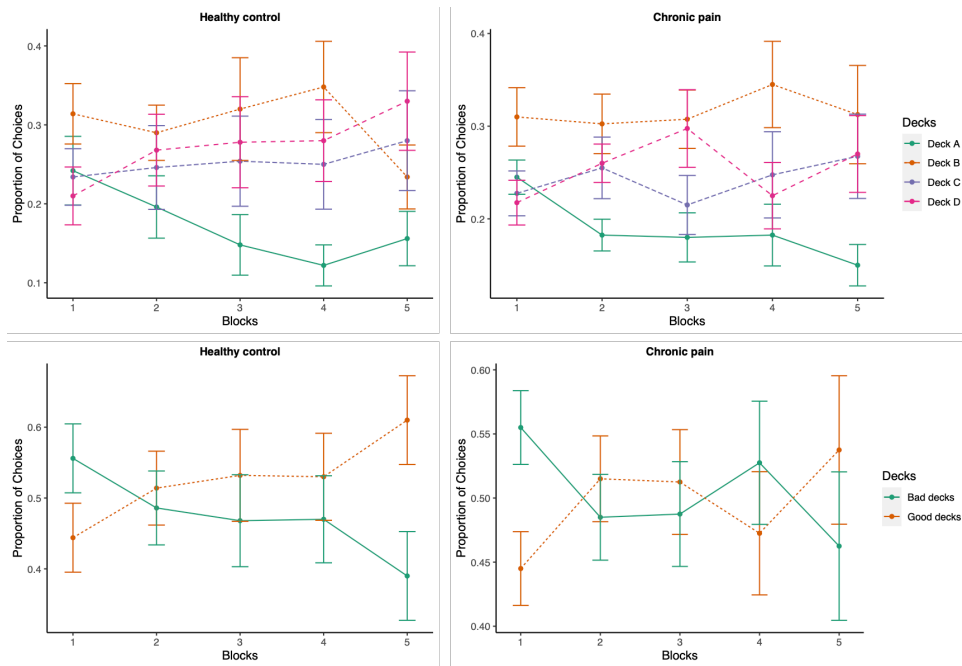 Healthy control
Proportion of Choices
0.4
0.3
0.2
0.1
1 2 3 4 5
Blocks
Chronic pain
Proportion of Choices
0.4
0.3
0.2
1 2 3 4 5
Blocks
Decks
Deck A
Deck B
Deck C
Deck D
Healthy control
Proportion of Choices
0.6
0.5
0.4
1 2 3 4 5
Blocks
Chronic pain
Proportion of Choices
0.60
0.55
0.50
0.45
0.40
1 2 3 4 5
Blocks
Decks
Bad decks
Good decks